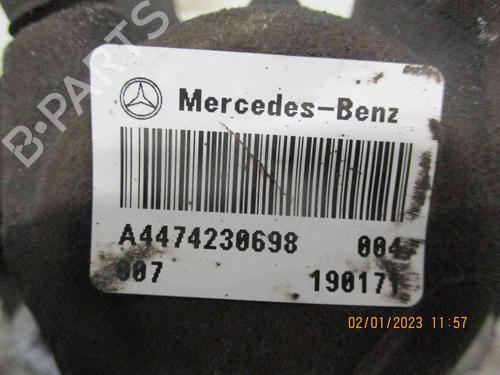 B-PARTS
Mercedes-Benz
A4474230698 004
007 190171
02/01/2023 11:57